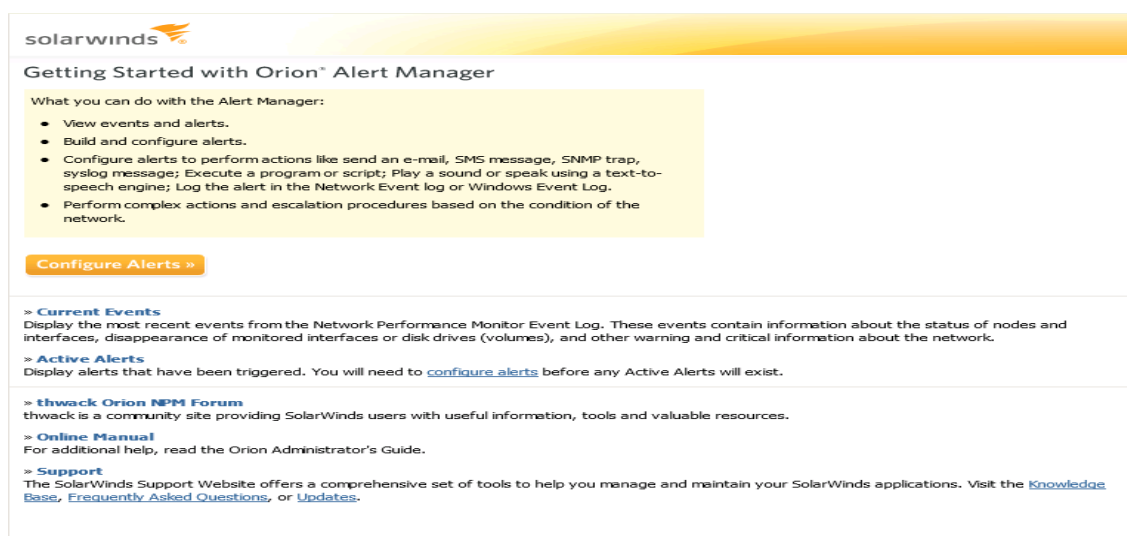 solarwinds
Getting Started with Orion® Alert Manager
What you can do with the Alert Manager:
• View events and alerts.
• Build and configure alerts.
• Configure alerts to perform actions like send an e-mail, SMS message, SNMP trap,
syslog message; Execute a program or script; Play a sound or speak using a text-to-
speech engine; Log the alert in the Network Event log or Windows Event Log.
• Perform complex actions and escalation procedures based on the condition of the
network.
Configure Alerts »
» Current Events
Display the most recent events from the Network Performance Monitor Event Log. These events contain information about the status of nodes and
interfaces, disappearance of monitored interfaces or disk drives (volumes), and other warning and critical information about the network.
» Active Alerts
Display alerts that have been triggered. You will need to configure alerts before any Active Alerts will exist.
» thwack Orion NPM Forum
thwack is a community site providing SolarWinds users with useful information, tools and valuable resources.
» Online Manual
For additional help, read the Orion Administrator's Guide.
» Support
The SolarWinds Support Website offers a comprehensive set of tools to help you manage and maintain your SolarWinds applications. Visit the Knowledge
Base, Frequently Asked Questions, or Updates.